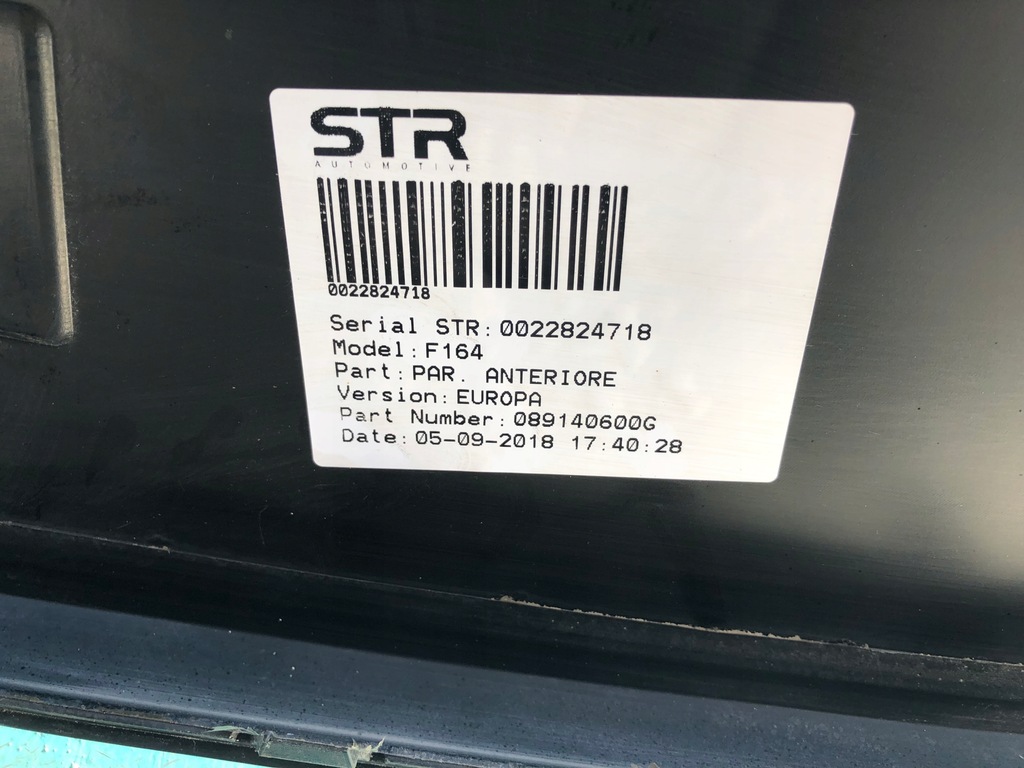 STR
AUTOMOTIVE
0022824718
Serial STR: 0022824718
Model: F164
Part: PAR. ANTERIORE
Version: EUROPA
Part Number: 089140600G
Date: 05-09-2018 17:40:28